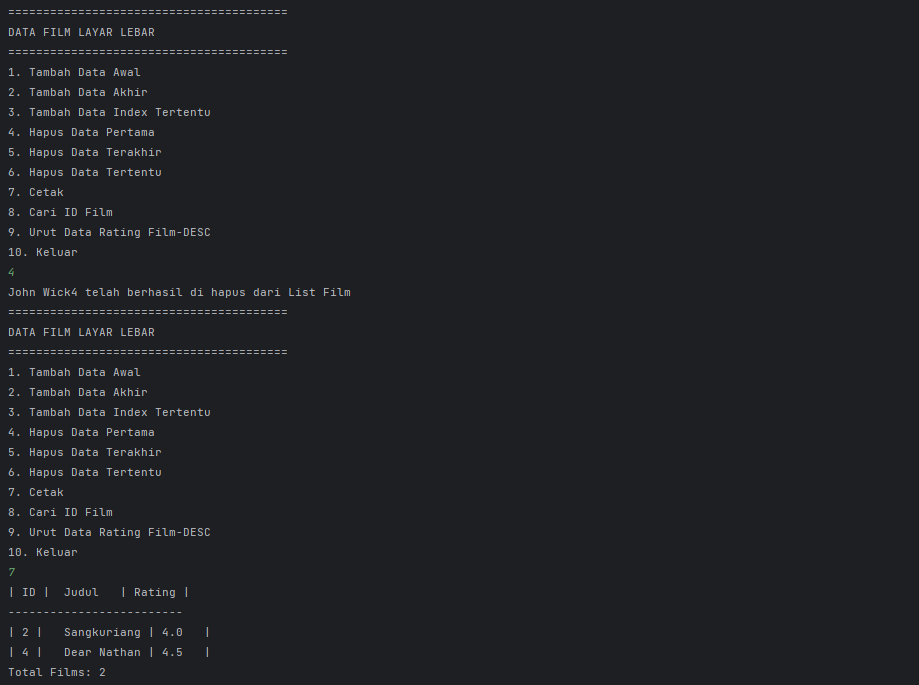 ========================================
DATA FILM LAYAR LEBAR
========================================
1. Tambah Data Awal
2. Tambah Data Akhir
3. Tambah Data Index Tertentu
4. Hapus Data Pertama
5. Hapus Data Terakhir
6. Hapus Data Tertentu
7. Cetak
8. Cari ID Film
9. Urut Data Rating Film-DESC
10. Keluar
4
John Wick4 telah berhasil di hapus dari List Film
========================================
DATA FILM LAYAR LEBAR
========================================
1. Tambah Data Awal
2. Tambah Data Akhir
3. Tambah Data Index Tertentu
4. Hapus Data Pertama
5. Hapus Data Terakhir
6. Hapus Data Tertentu
7. Cetak
8. Cari ID Film
9. Urut Data Rating Film-DESC
10. Keluar
7
| ID |  Judul   | Rating |
-------------------------
| 2 |   Sangkuriang | 4.0   |
| 4 |   Dear Nathan | 4.5   |
Total Films: 2